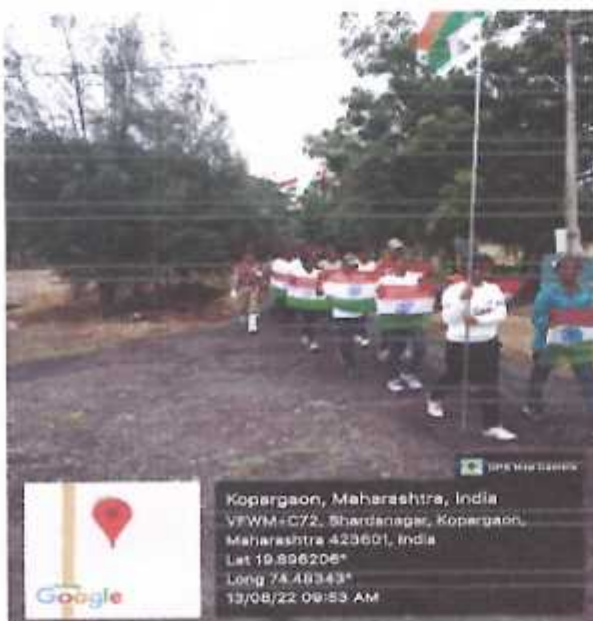 GPS Map Camera
Kopargaon, Maharashtra, India
VFWM+C72, Shardanagar, Kopargaon,
Maharashtra 423601, India
Lat 19.896206°
Long 74.48343°
13/08/22 09:53 AM
Google